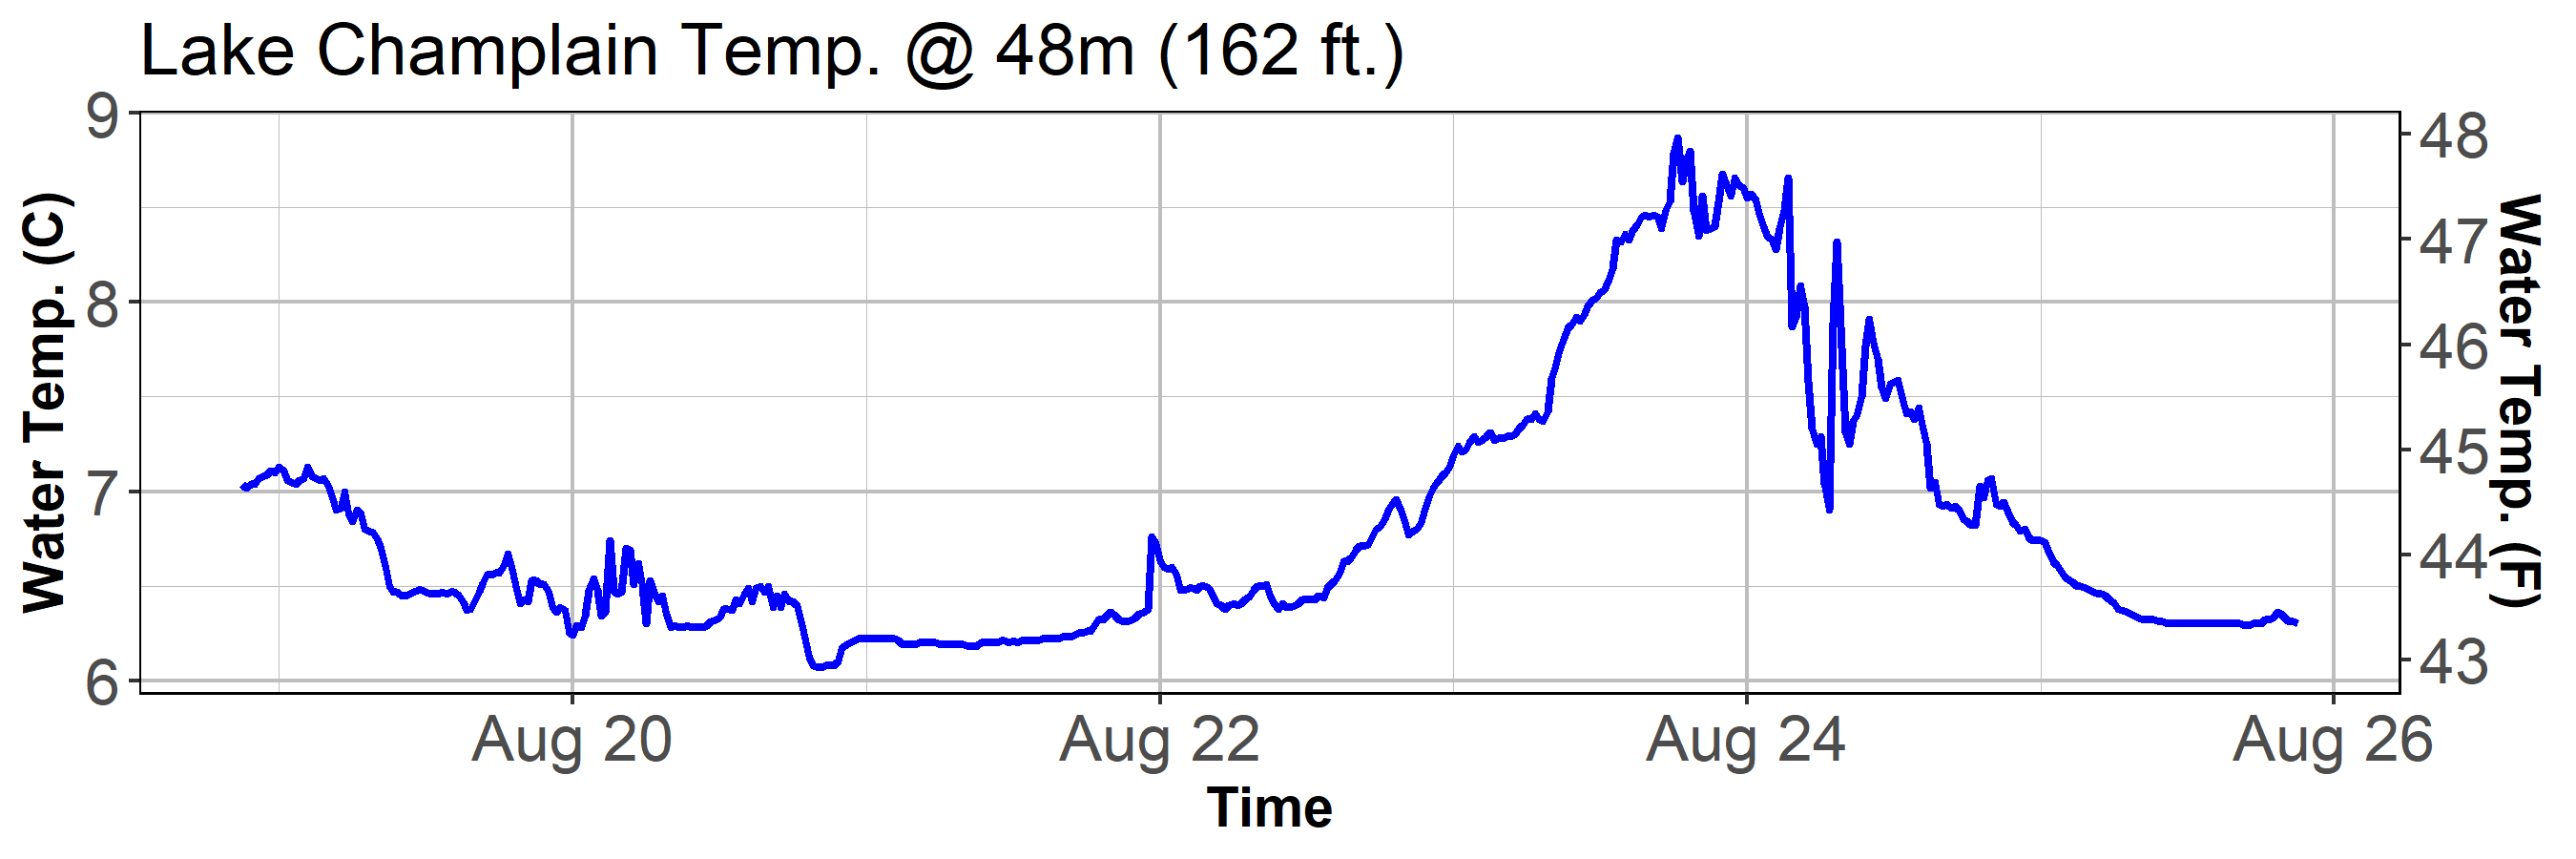 Lake Champlain Temp. @ 48m (162 ft.)
Water Temp. (C)
9
8
7
6
48
47
46
45
44
43
Water Temp. (F)
Aug 20 Aug 22 Aug 24 Aug 26
Time